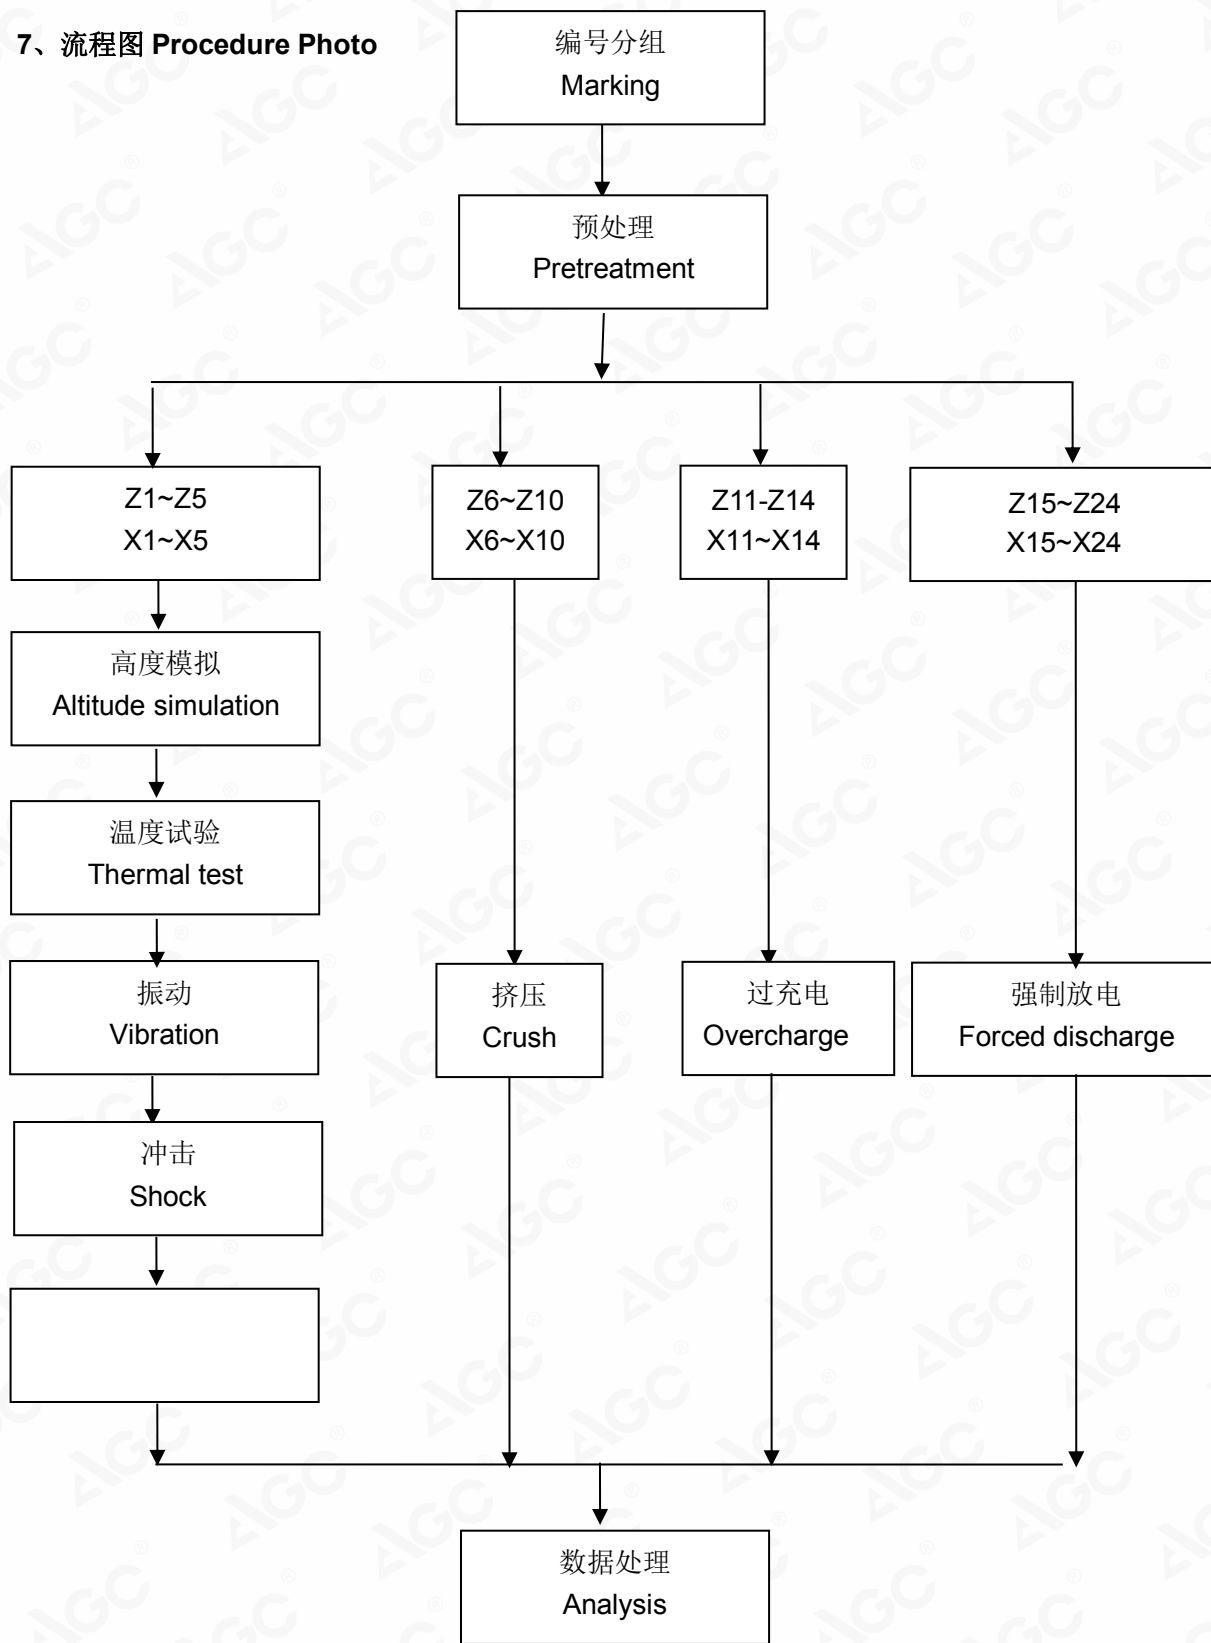 7、流程图 Procedure Photo
编号分组
Marking
预处理
Pretreatment
Z1~Z5
X1~X5
Z6~Z10
X6~X10
Z11-Z14
X11~X14
Z15~Z24
X15~X24
高度模拟
Altitude simulation
温度试验
Thermal test
振动
Vibration
挤压
Crush
过充电
Overcharge
强制放电
Forced discharge
冲击
Shock
数据处理
Analysis